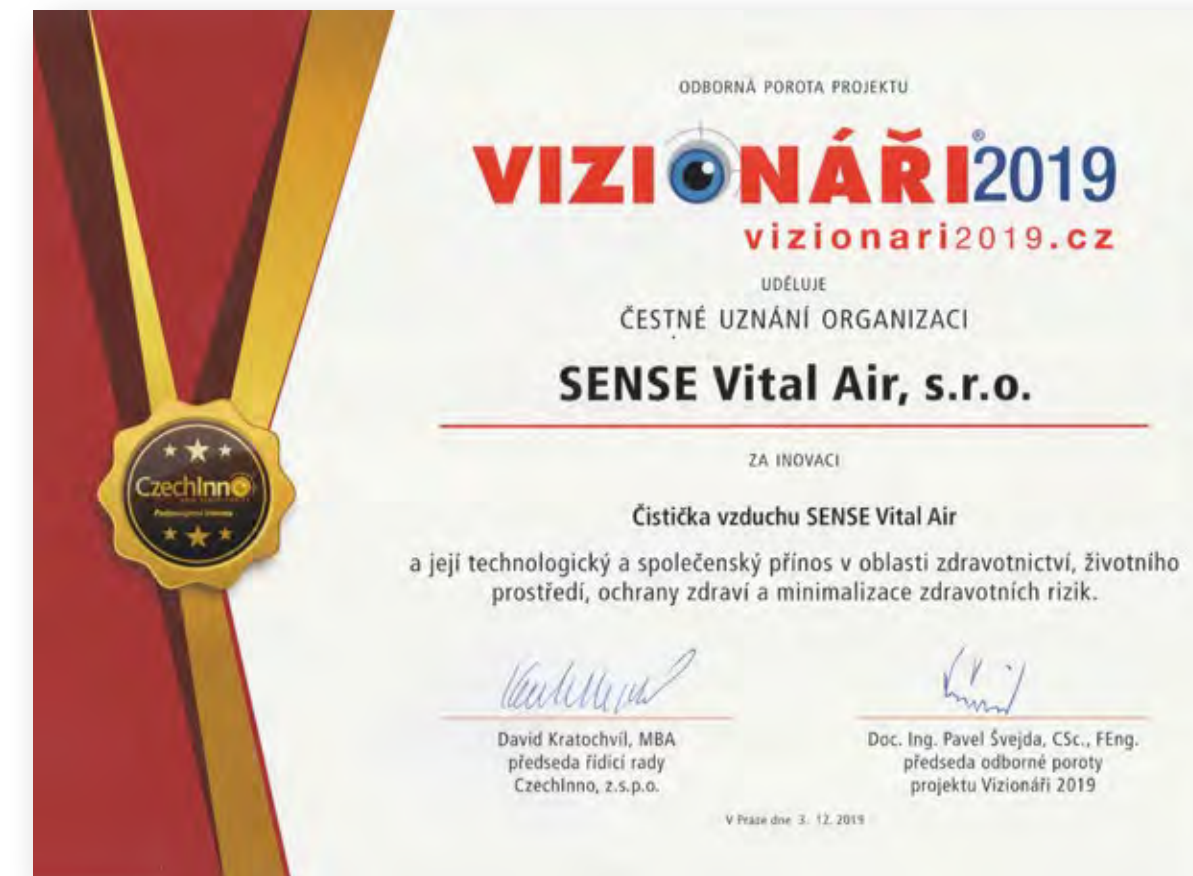 ODBORNÁ POROTA PROJEKTU
VIZIONÁŘI®2019
vizionari2019.cz
UDĚLUJE
ČESTNÉ UZNÁNÍ ORGANIZACI
SENSE Vital Air, s.r.o.
ZA INOVACI
Čistička vzduchu SENSE Vital Air
a její technologický a společenský přínos v oblasti zdravotnictví, životního
prostředí, ochrany zdraví a minimalizace zdravotních rizik.
CzechInno
David Kratochvíl, MBA
předseda řídicí rady
CzechInno, z.s.p.o.
Doc. Ing. Pavel Švejda, CSc., FEng.
předseda odborné poroty
projektu Vizionáři 2019
V Praze dne 3. 12. 2019